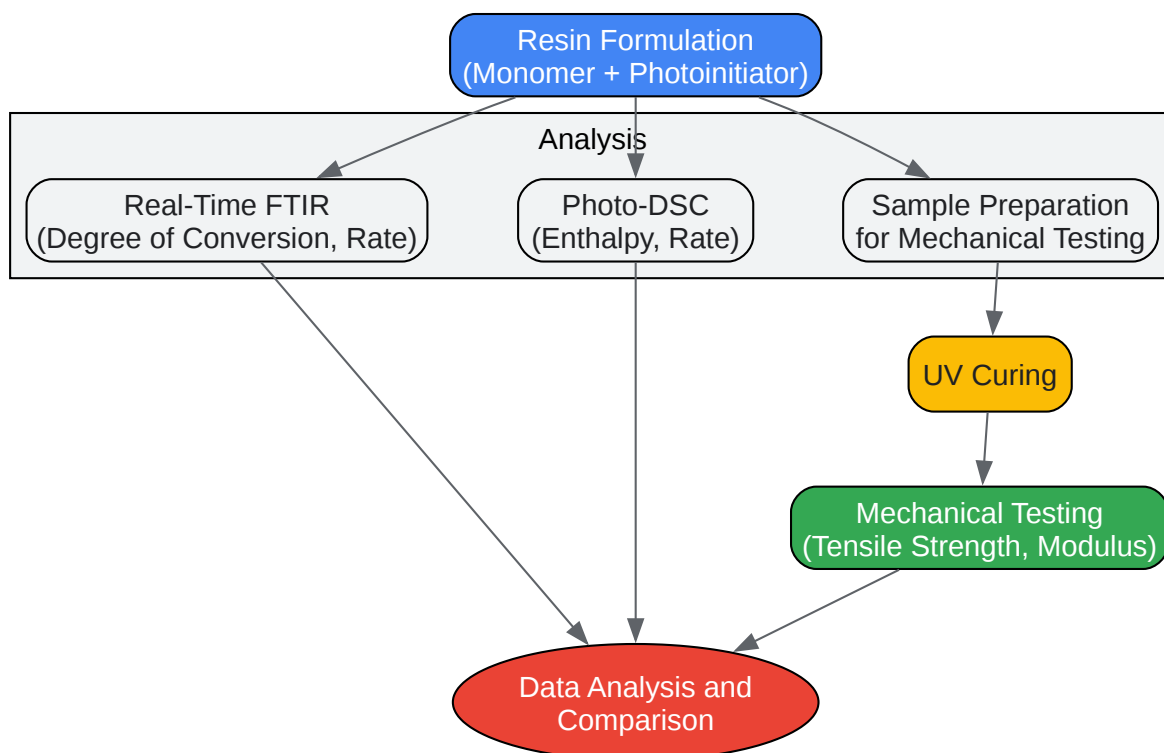 Resin Formulation
(Monomer + Photoinitiator)
Analysis
Real-Time FTIR
(Degree of Conversion, Rate)
Photo-DSC
(Enthalpy, Rate)
Sample Preparation
for Mechanical Testing
UV Curing
Mechanical Testing
(Tensile Strength, Modulus)
Data Analysis and
Comparison